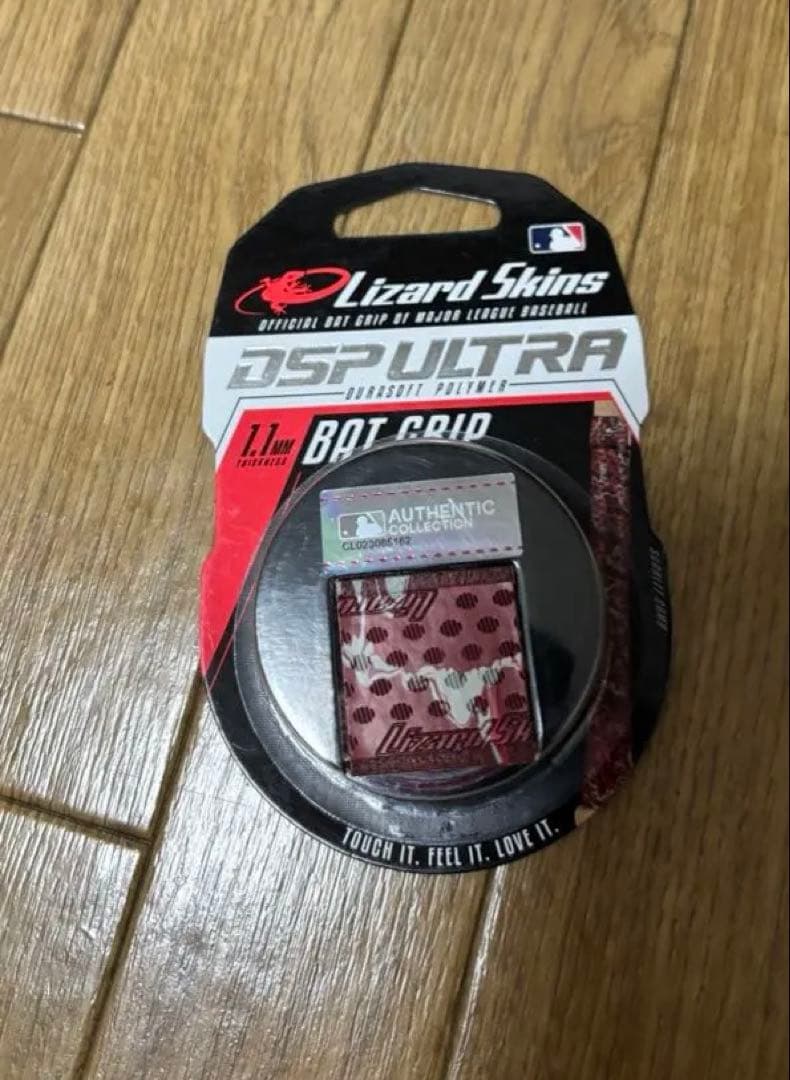 Lizard Skins
OFFICIAL BAT GRIP OF MAJOR LEAGUE BASEBALL
DSP ULTRA
DURASOFT POLYMER
1.1MM
THICKNESS
BAT GRIP
AUTHENTIC
COLLECTION
Lizard Sk
TOUCH IT. FEEL IT. LOVE IT.